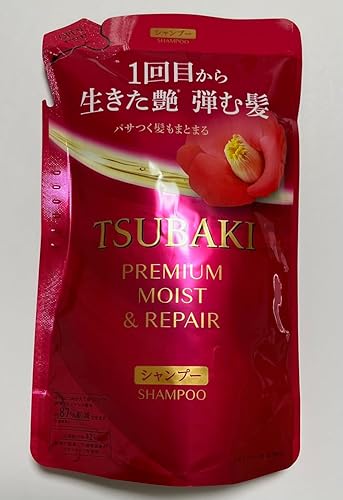 シャンプー
SHAMPOO
1回目から
生きた艶 弾む髪
パサつく髪もまとまる
TSUBAKI
PREMIUM
MOIST
& REPAIR
シャンプー
SHAMPOO